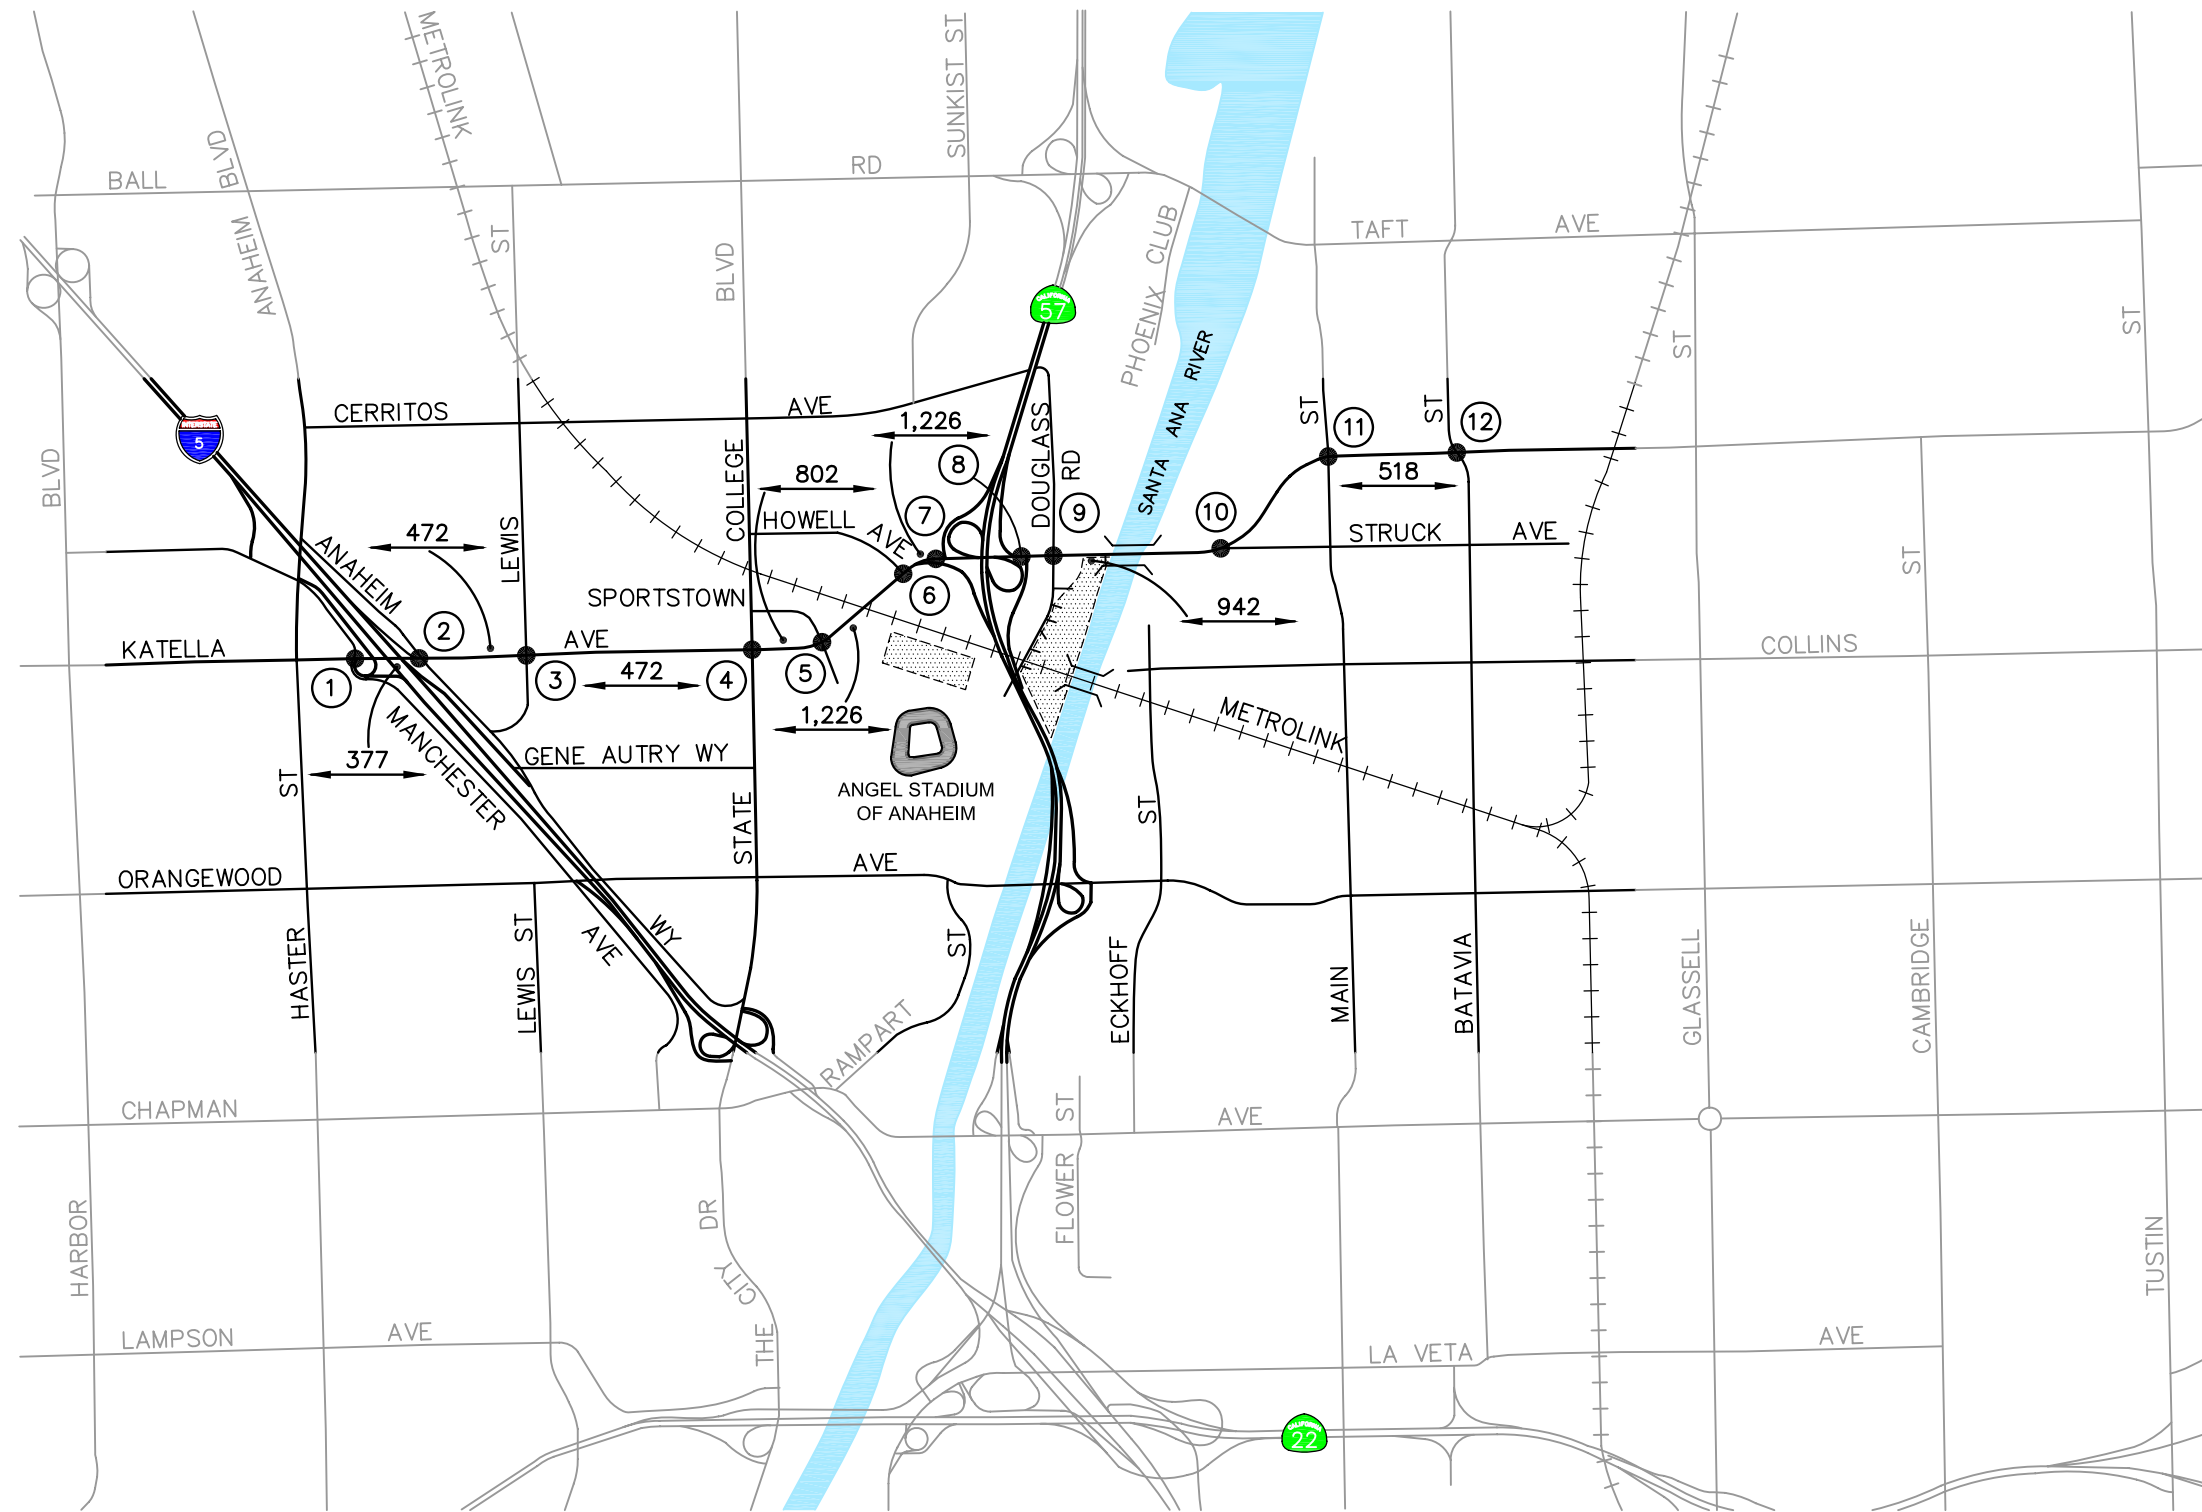 METROLINK
SUNKIST ST
BALL
BLVD
RD
ANAHEIM
ST
BLVD
PHOENIX CLUB
TAFT
AVE
CALIFORNIA
57
ST
ST
SANTA ANA RIVER
INTERSTATE
5
CERRITOS
AVE
1,226
DOUGLASS
RD
ST
ST
11
12
BLVD
COLLEGE
802
8
518
HOWELL
AVE
7
9
10
STRUCK
AVE
472
LEWIS
ANAHEIM
SPORTSTOWN
6
942
ST
KATELLA
2
AVE
COLLINS
1
3
472
4
5
1,226
METROLINK
MANCHESTER
377
ST
GENE AUTRY WY
ANGEL STADIUM
OF ANAHEIM
STATE
ST
ORANGEWOOD
AVE
HASTER
LEWIS ST
AVE
WY
ST
ECKHOFF
MAIN
BATAVIA
GLASSELL
CAMBRIDGE
RAMPART
CHAPMAN
AVE
FLOWER ST
HARBOR
THE CITY DR
TUSTIN
LAMPSON
AVE
LA VETA
AVE
CALIFORNIA
22